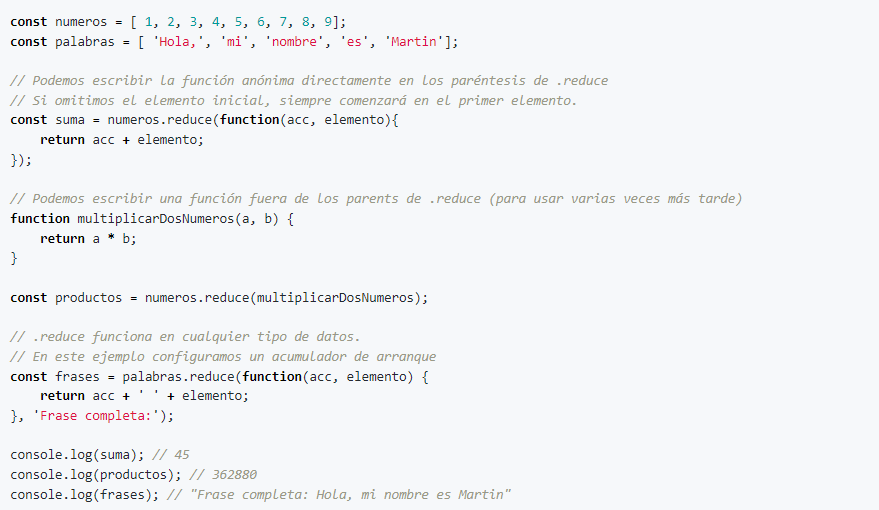 const numeros = [ 1, 2, 3, 4, 5, 6, 7, 8, 9];
const palabras = [ 'Hola,', 'mi', 'nombre', 'es', 'Martin'];
// Podemos escribir la función anónima directamente en los paréntesis de .reduce
// Si omitimos el elemento inicial, siempre comenzará en el primer elemento.
const suma = numeros.reduce(function(acc, elemento){
    return acc + elemento;
});
// Podemos escribir una función fuera de los parents de .reduce (para usar varias veces más tarde)
function multiplicarDosNumeros(a, b) {
    return a * b;
}
const productos = numeros.reduce(multiplicarDosNumeros);
// .reduce funciona en cualquier tipo de datos.
// En este ejemplo configuramos un acumulador de arranque
const frases = palabras.reduce(function(acc, elemento) {
    return acc + ' ' + elemento;
}, 'Frase completa:');
console.log(suma); // 45
console.log(productos); // 362880
console.log(frases); // "Frase completa: Hola, mi nombre es Martin"